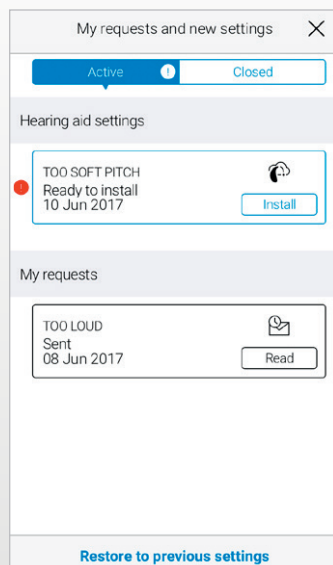 My requests and new settings
Active ! Closed
Hearing aid settings
TOO SOFT PITCH
Ready to install
10 Jun 2017
Install
!
My requests
TOO LOUD
Sent
08 Jun 2017
Read
Restore to previous settings